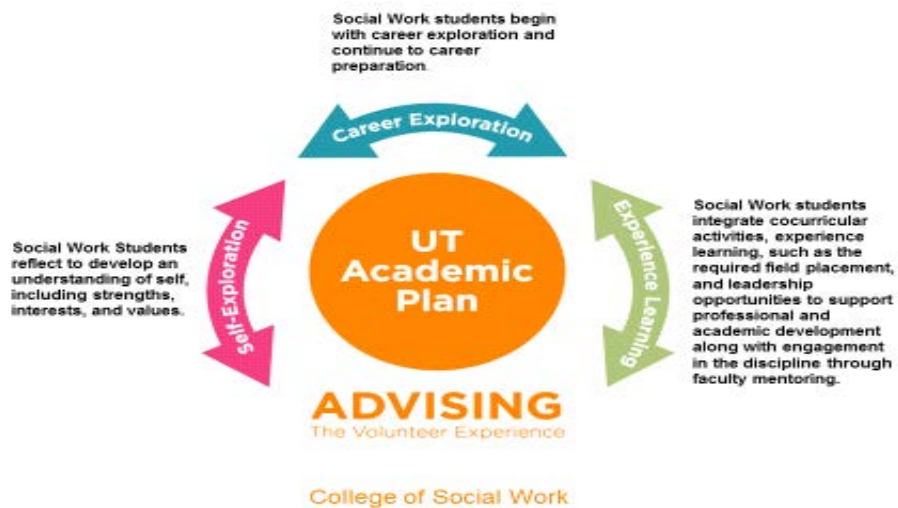 Social Work students begin
with career exploration and
continue to career
preparation.
Career Exploration
Self-Exploration
Social Work Students
reflect to develop an
understanding of self,
including strengths,
interests, and values.
UT
Academic
Plan
Experience Learning
Social Work students
integrate cocurricular
activities, experience
learning, such as the
required field placement,
and leadership
opportunities to support
professional and
academic development
along with engagement
in the discipline through
faculty mentoring.
ADVISING
The Volunteer Experience
College of Social Work